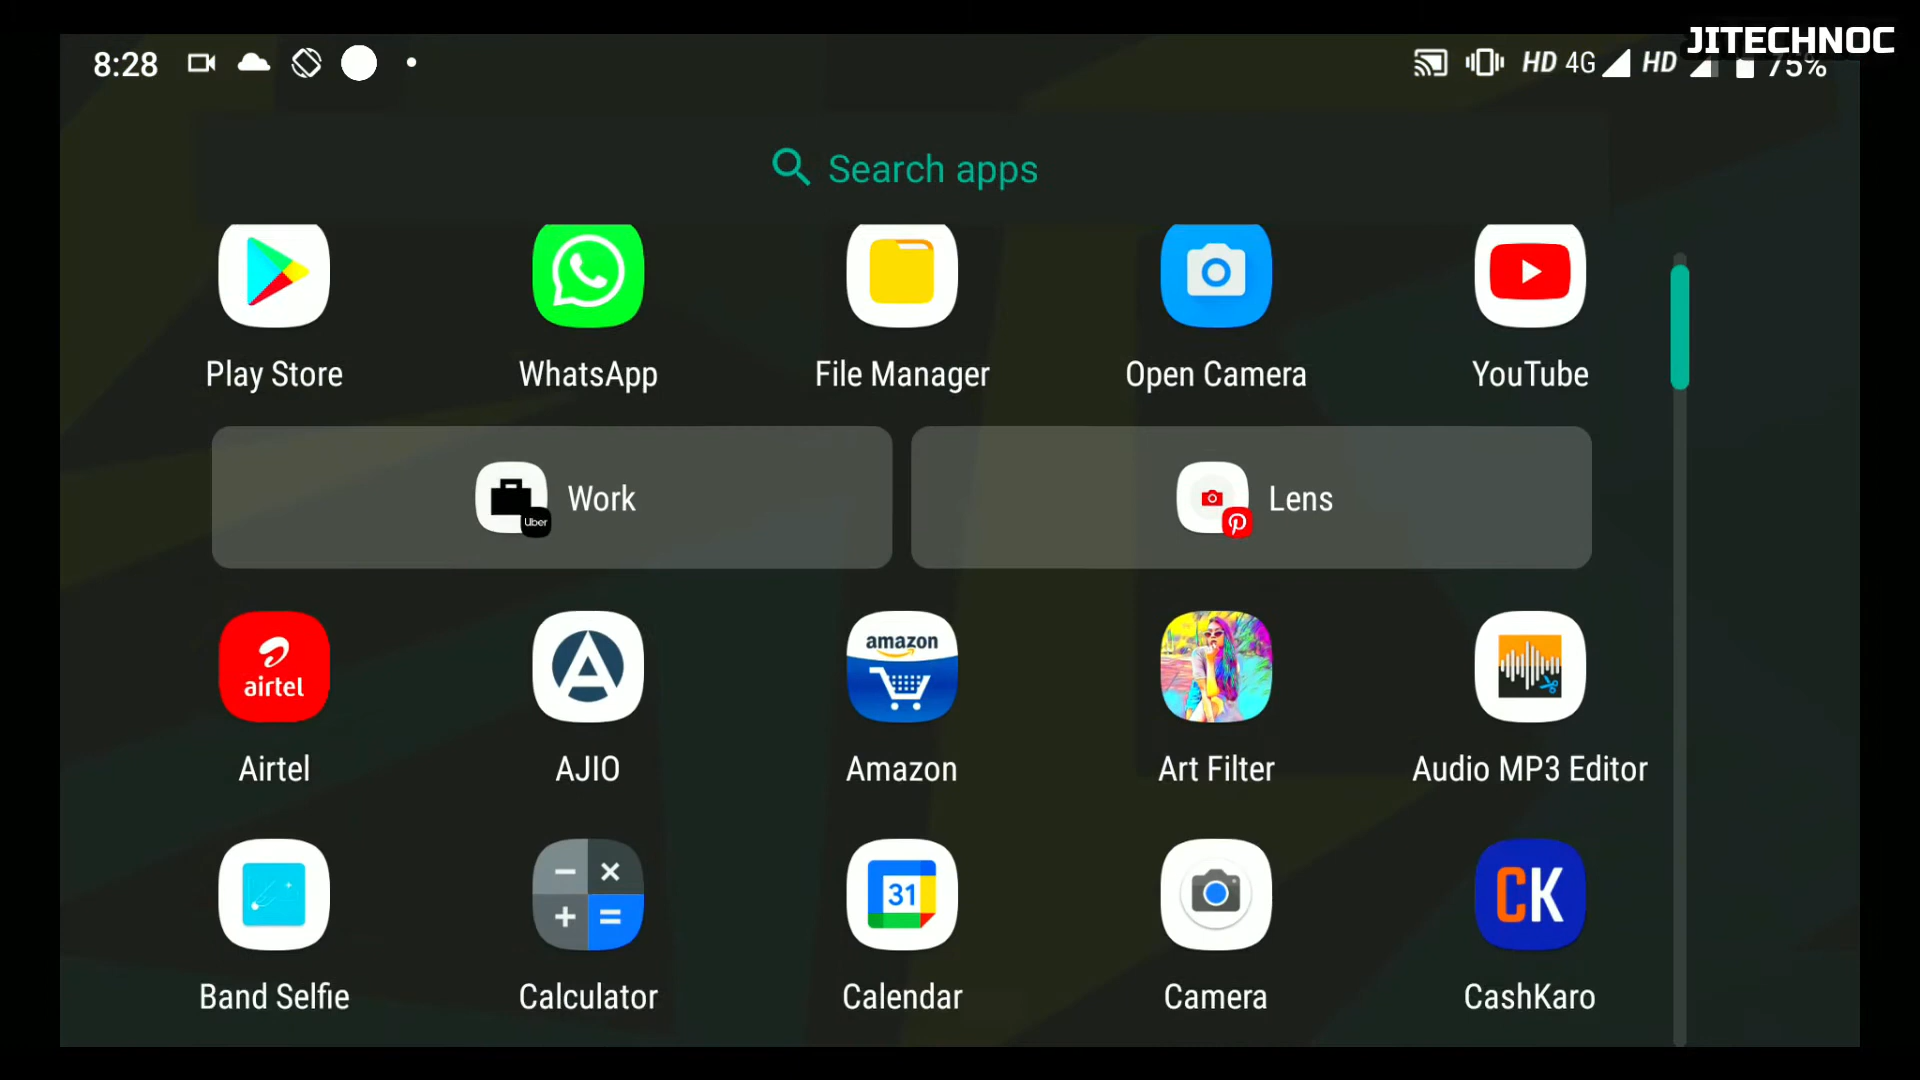 JITECHNOC
8:28 HD 4G HD 75%
Search apps
Play Store WhatsApp File Manager Open Camera YouTube
Uber Work Lens
airtel amazon
Airtel AJIO Amazon Art Filter Audio MP3 Editor
− × + = 31 CK
Band Selfie Calculator Calendar Camera CashKaro